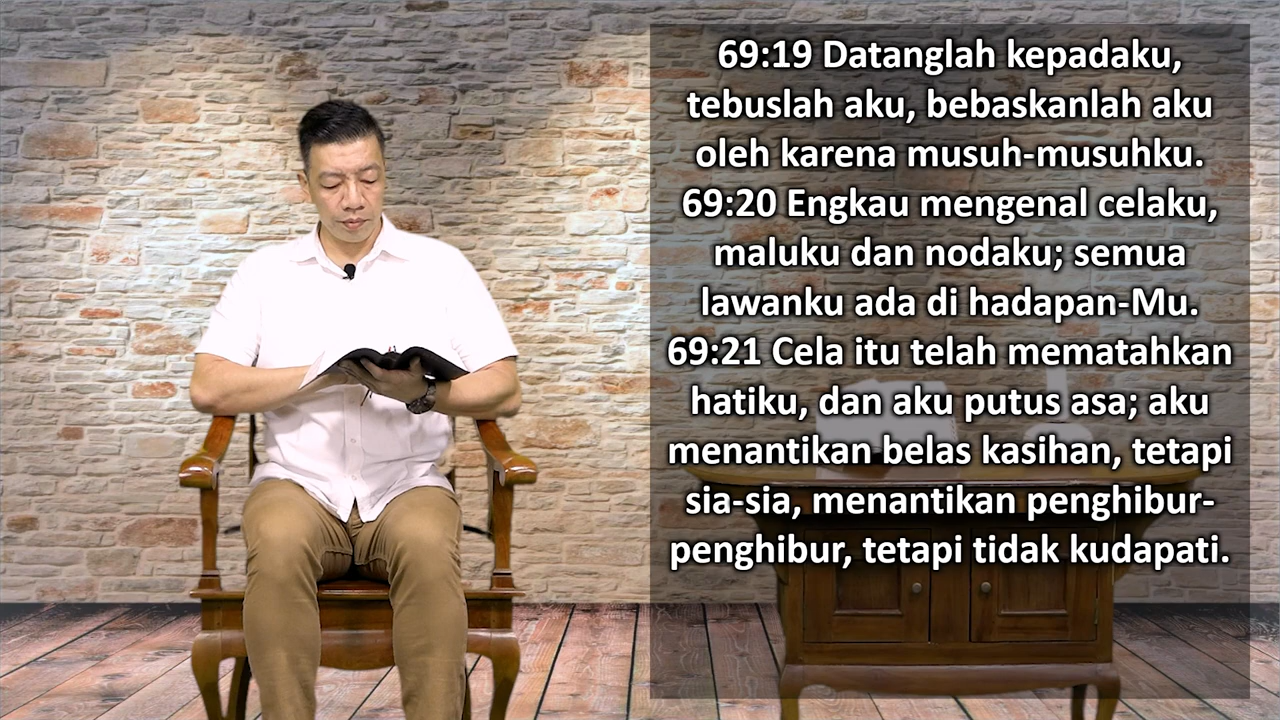 69:19 Datanglah kepadaku,
tebuslah aku, bebaskanlah aku
oleh karena musuh-musuhku.
69:20 Engkau mengenal celaku,
maluku dan nodaku; semua
lawanku ada di hadapan-Mu.
69:21 Cela itu telah mematahkan
hatiku, dan aku putus asa; aku
menantikan belas kasihan, tetapi
sia-sia, menantikan penghibur-
penghibur, tetapi tidak kudapati.